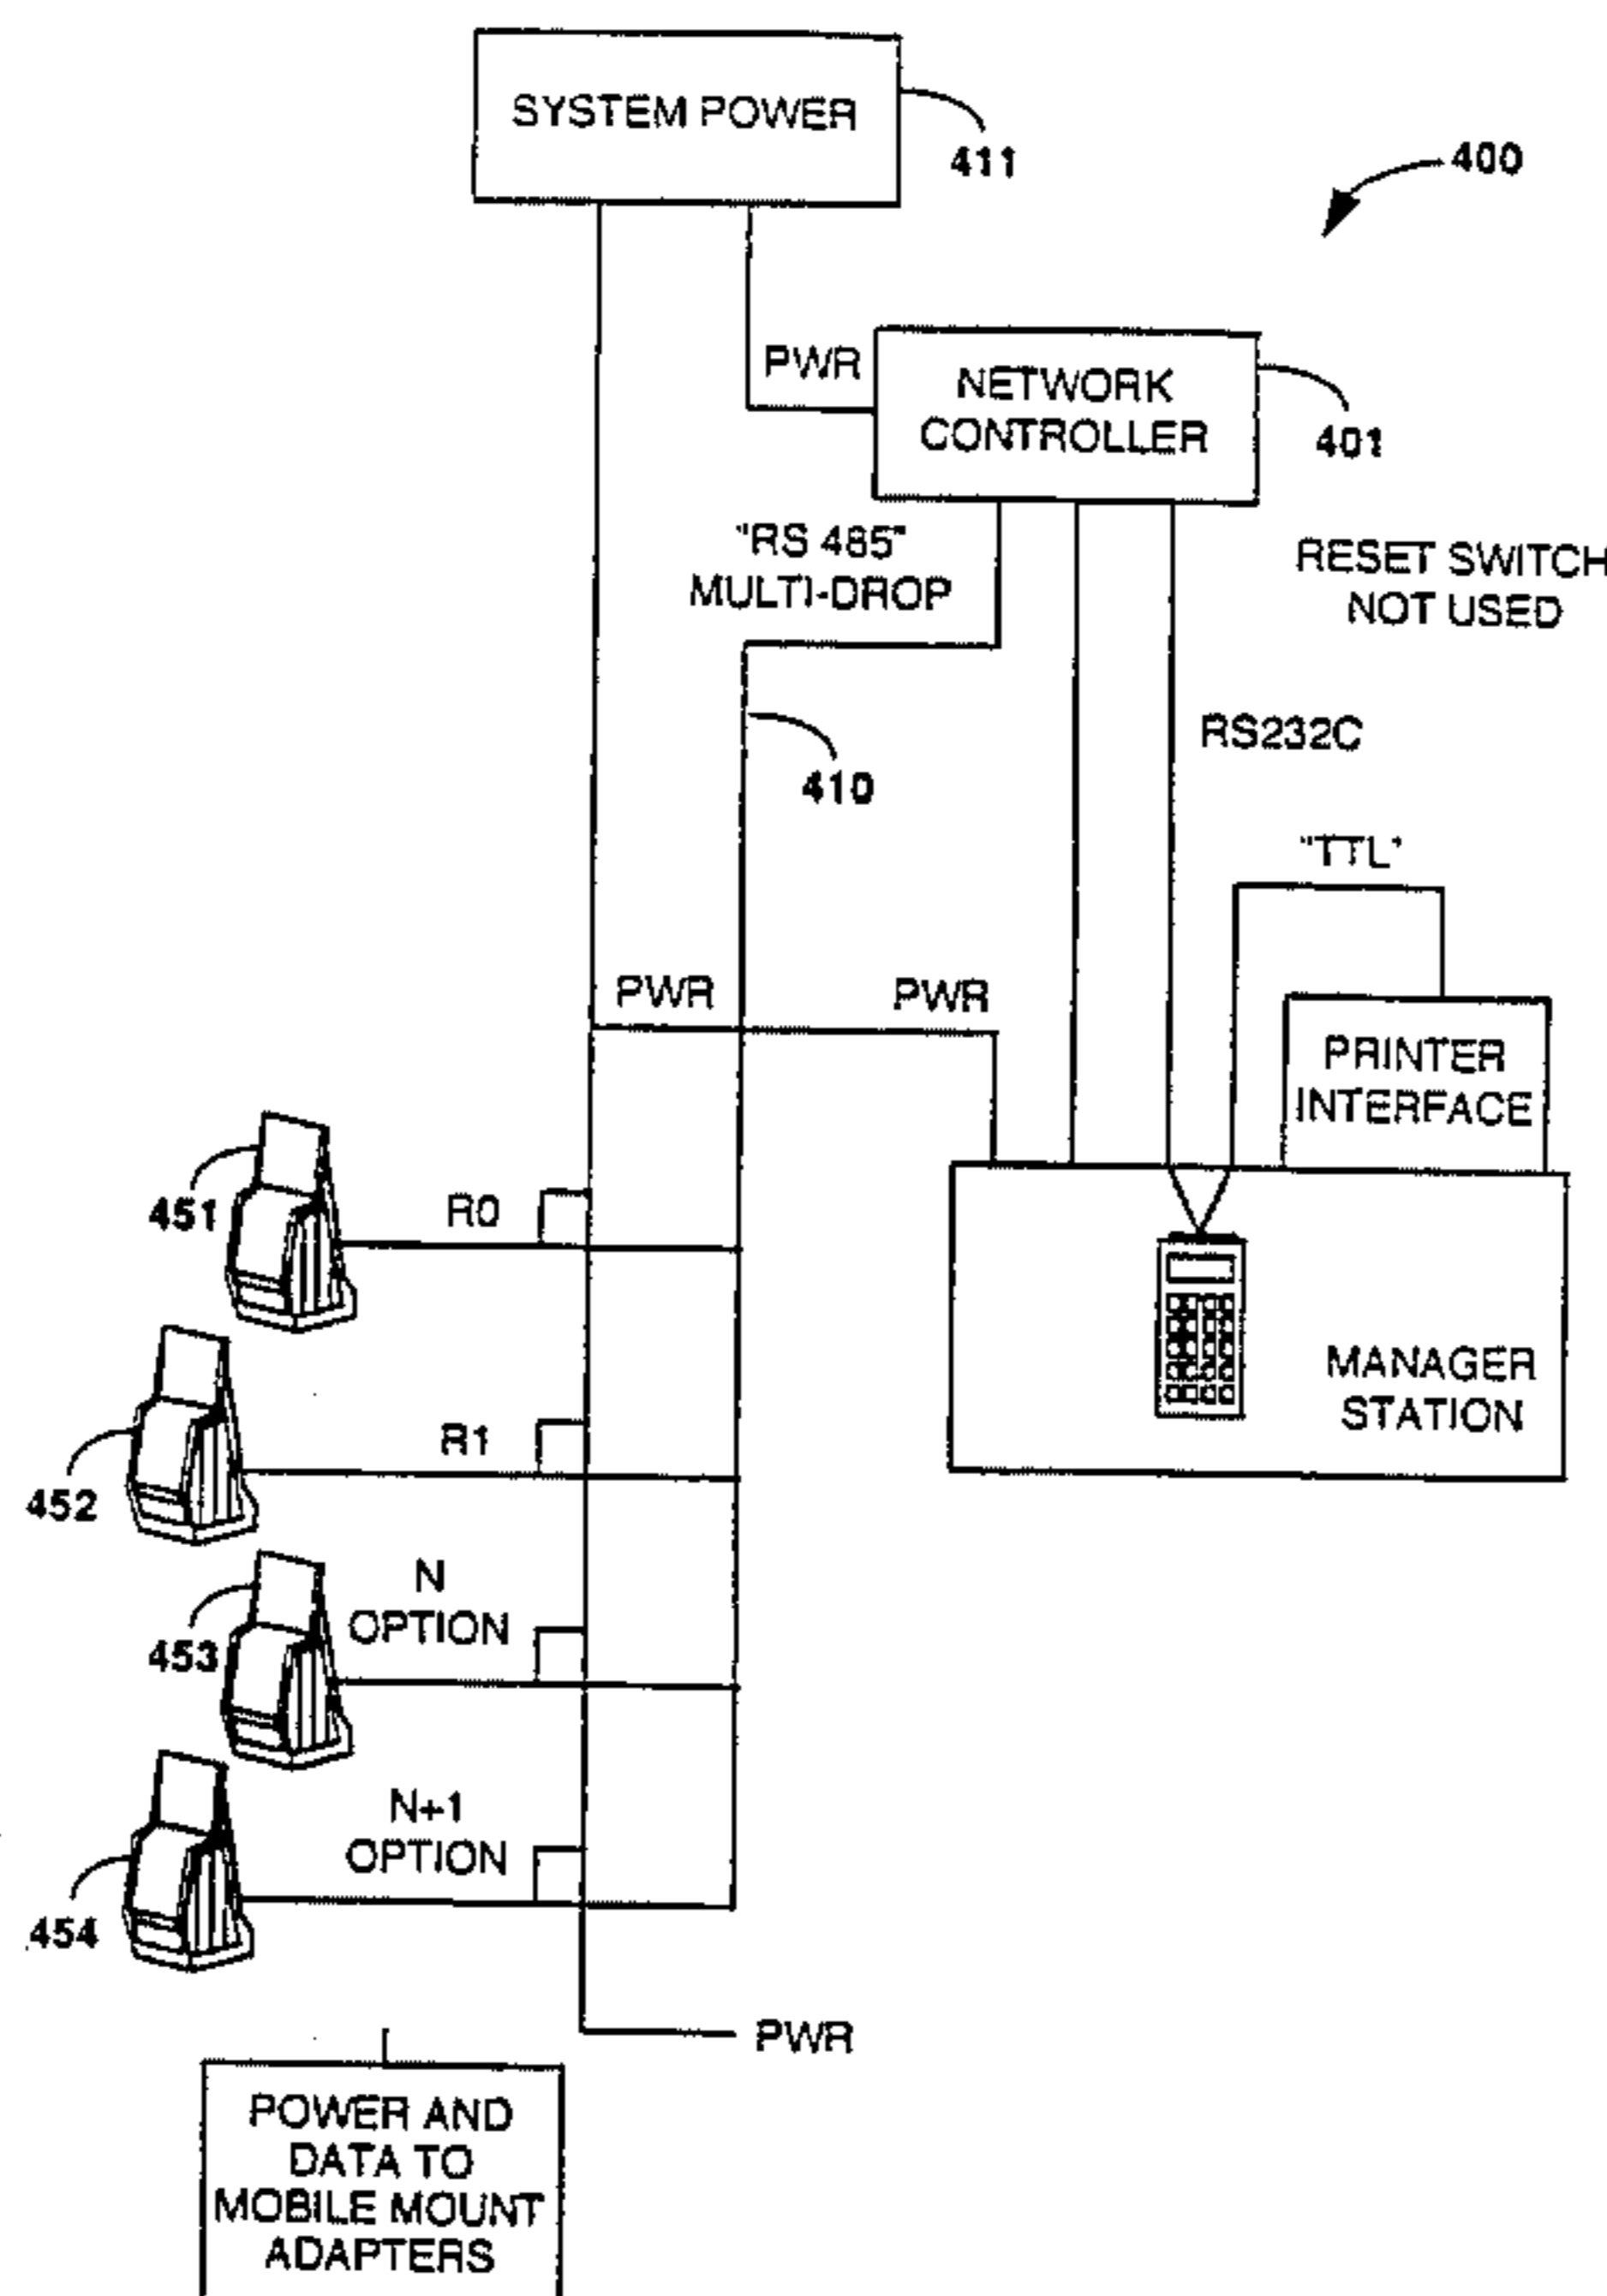 SYSTEM POWER
411
400
PWR
NETWORK
CONTROLLER
401
"RS 485"
MULTI-DROP
RESET SWITCH
NOT USED
RS232C
410
"TTL"
PWR
PWR
PRINTER
INTERFACE
451
R0
MANAGER
STATION
452
R1
453
N
OPTION
454
N+1
OPTION
PWR
POWER AND
DATA TO
MOBILE MOUNT
ADAPTERS